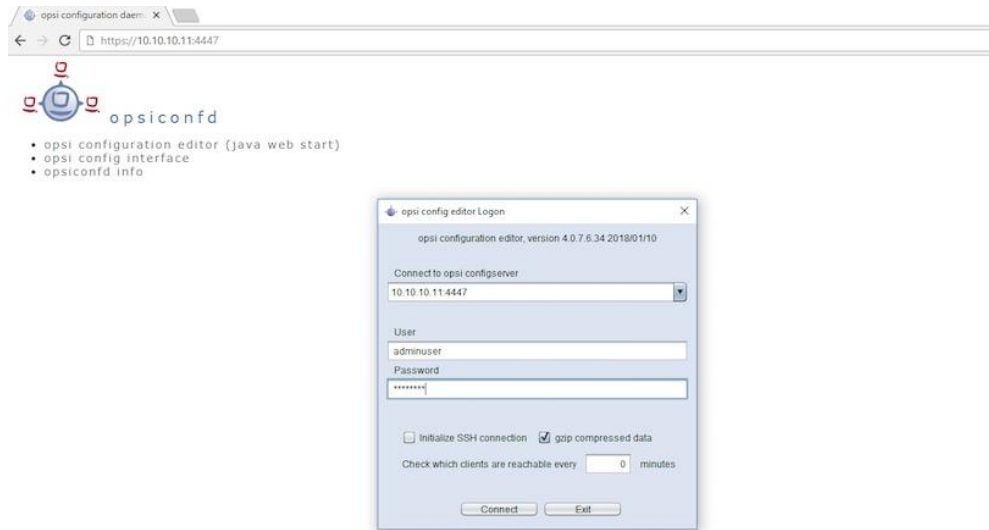 opsi configuration daem
https://10.10.10.11:4447
opsiconfd
opsi configuration editor (java web start)
opsi config interface
opsiconfd info
opsi config editor Logon
opsi configuration editor, version 4.0.7.6.34 2018/01/10
Connect to opsi configserver
10.10.10.11:4447
User
adminuser
Password
********
Initialize SSH connection gzip compressed data
Check which clients are reachable every 0 minutes
Connect Exit